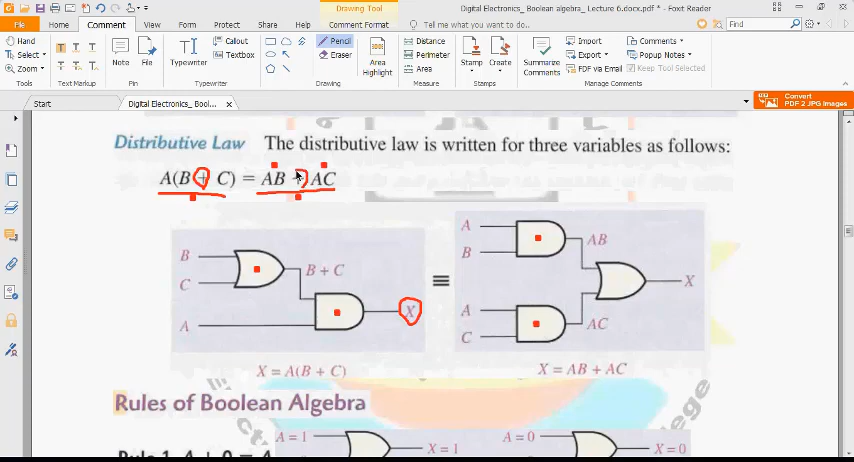 Drawing Tool
Digital Electronics_ Boolean algebra_ Lecture 6.docx.pdf * - Foxit Reader
File Home Comment View Form Protect Share Help Comment Format Tell me what you want to do... Find
Hand
Select
Zoom
Tools
T T T T T T
Text Markup
Note File
Pin
Typewriter
Callout
Textbox
Typewriter
Pencil
Eraser
Area Highlight
Drawing
Distance
Perimeter
Area
Measure
Stamp Create
Stamps
Summarize Comments
Import
Export
FDF via Email
Comments
Popup Notes
Keep Tool Selected
Manage Comments
Start Digital Electronics_ Bool...
Convert
PDF 2 JPG Images
Distributive Law The distributive law is written for three variables as follows:
A(B + C) = AB + AC
B
C
B + C
A
X
X = A(B + C)
≡
A
B
AB
A
C
AC
X
X = AB + AC
Rules of Boolean Algebra
A = 1 X = 1 A = 0 X = 0
Rule 1. A + 0 = A